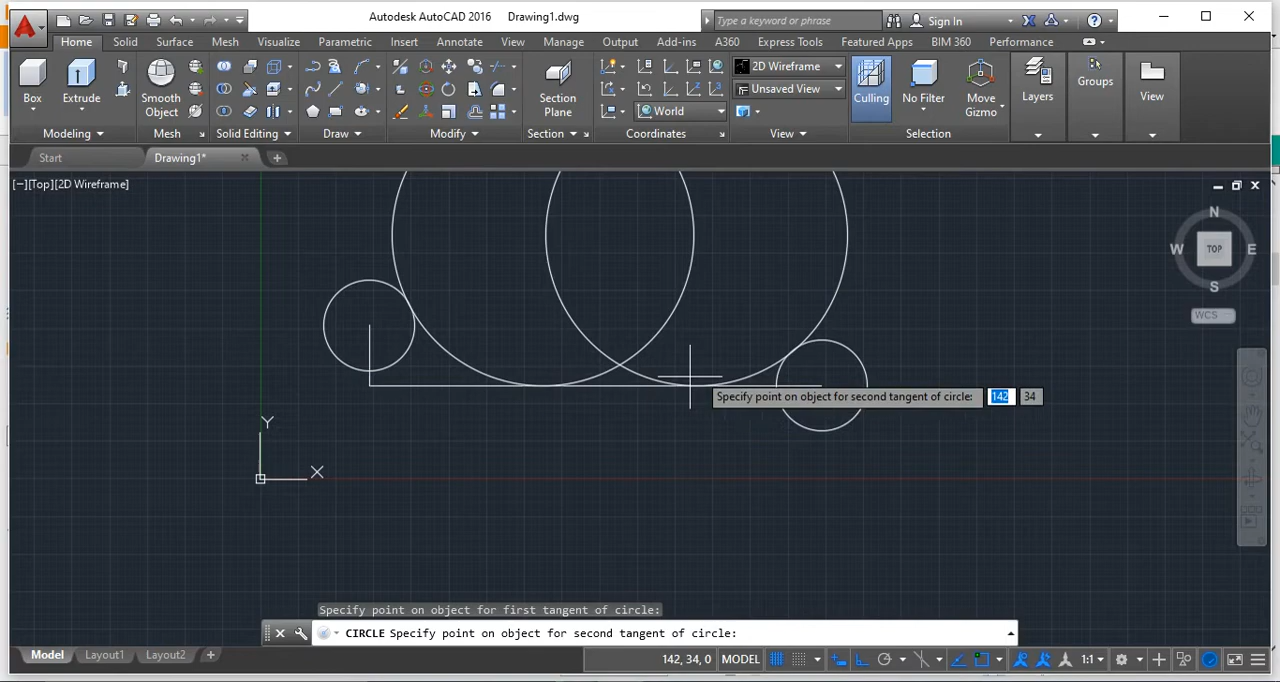 Autodesk AutoCAD 2016 Drawing1.dwg
Type a keyword or phrase
Sign In
Home Solid Surface Mesh Visualize Parametric Insert Annotate View Manage Output Add-ins A360 Express Tools Featured Apps BIM 360 Performance
Box
Extrude
Smooth Object
Section Plane
World
2D Wireframe
Unsaved View
Culling
No Filter
Move Gizmo
Layers
Groups
View
Modeling Mesh Solid Editing Draw Modify Section Coordinates View Selection
Start Drawing1*
[−][Top][2D Wireframe]
N
W TOP E
S
WCS
Specify point on object for second tangent of circle: 142 34
Y
X
Specify point on object for first tangent of circle:
CIRCLE Specify point on object for second tangent of circle:
Model Layout1 Layout2
142, 34, 0 MODEL 1:1